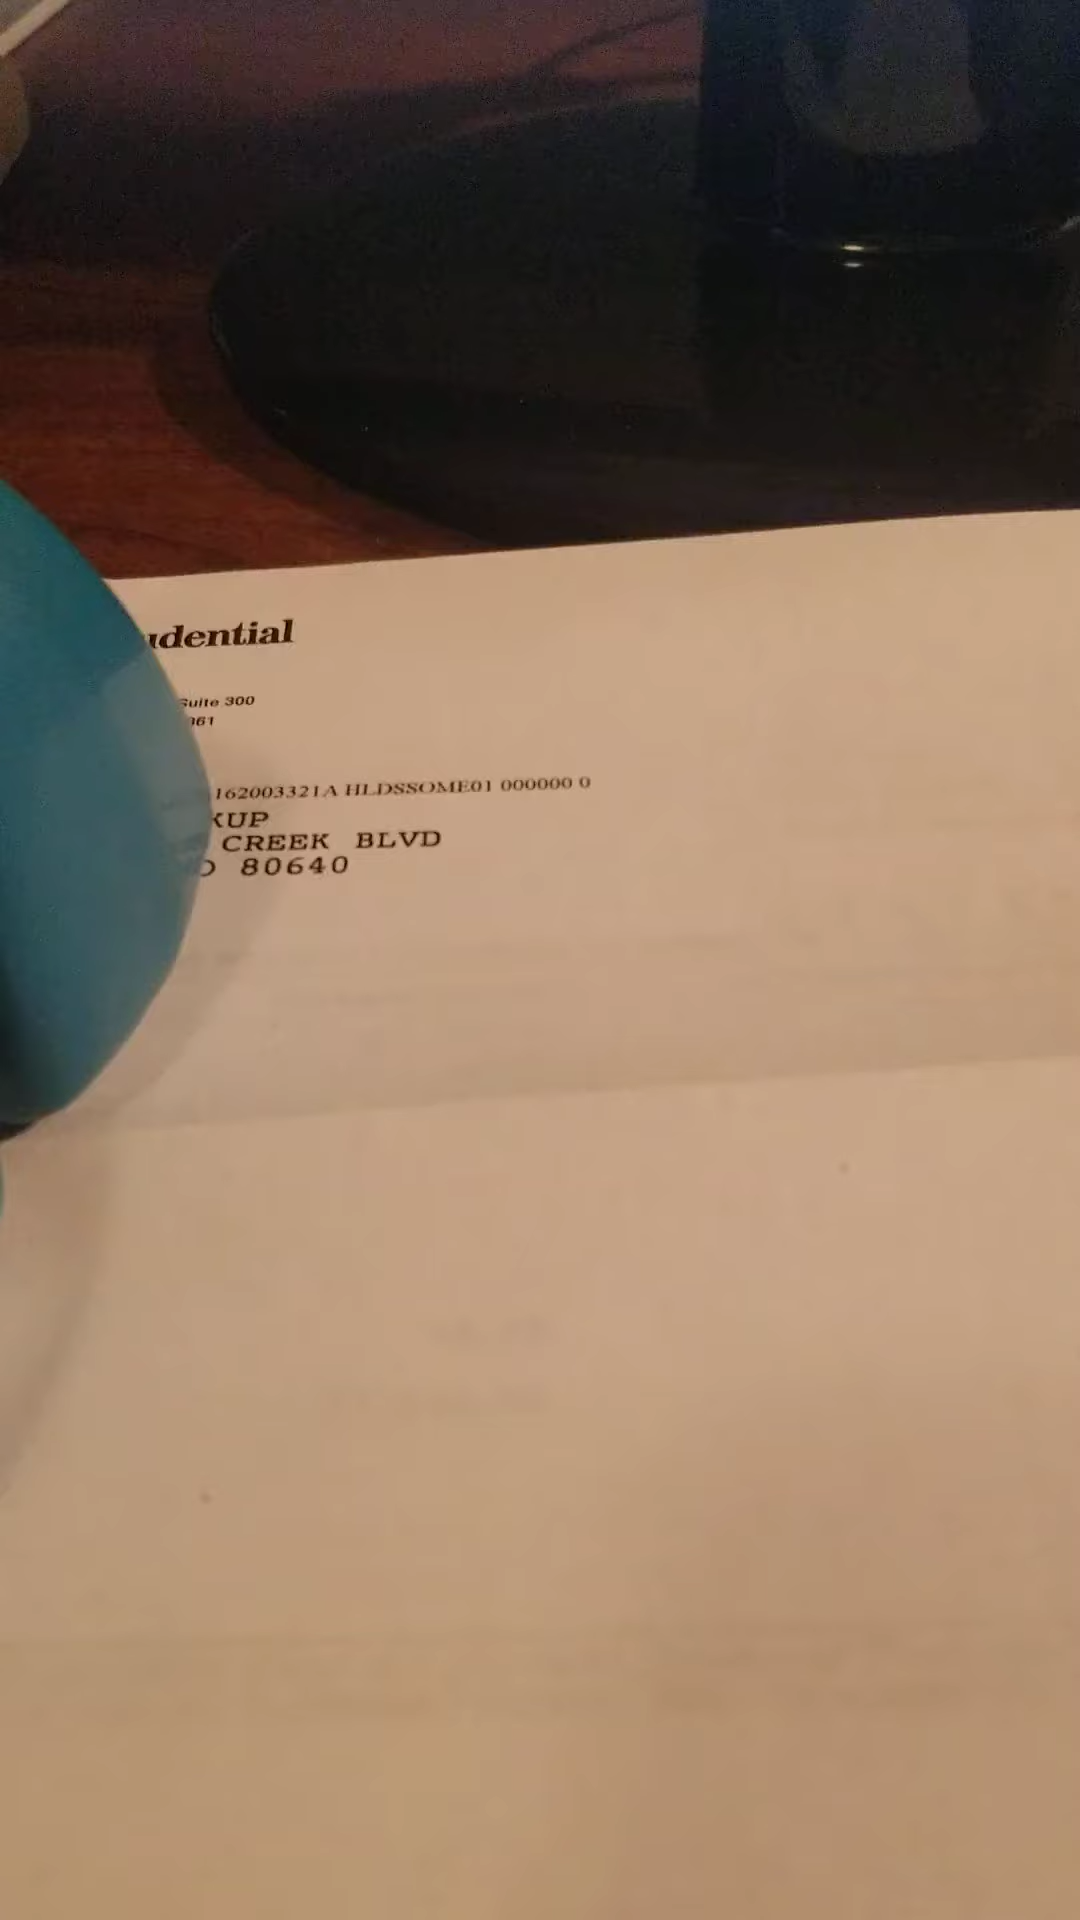 udential
Suite 300
061
162003321A HLDSSOME01 000000 0
KUP
CREEK BLVD
O 80640